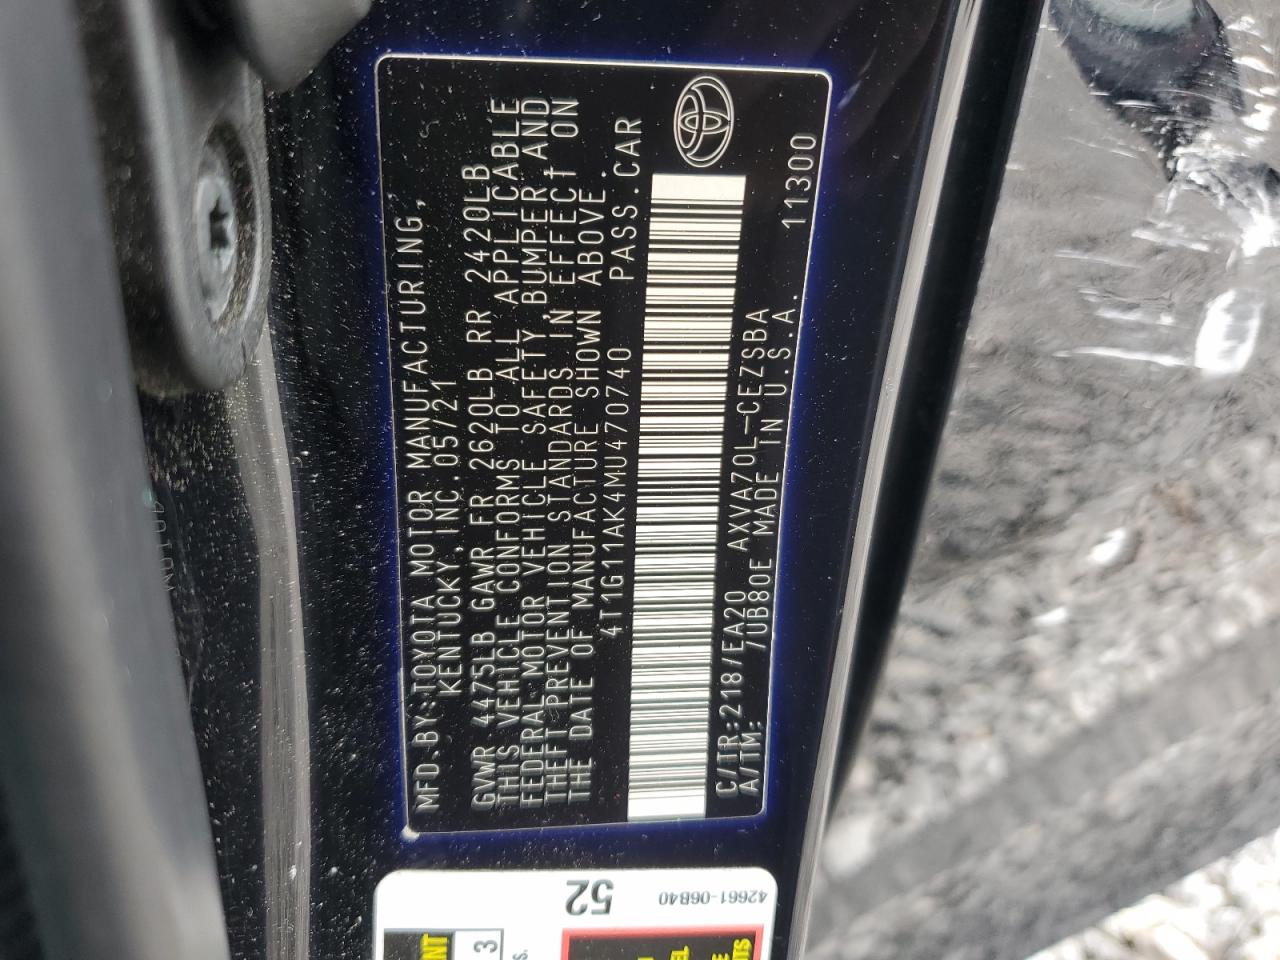 MFD.BY:TOYOTA MOTOR MANUFACTURING,
KENTUCKY, INC.05/21
GVWR 4475LB GAWR FR 2620LB RR 2420LB
THIS VEHICLE CONFORMS TO ALL APPLICABLE
FEDERAL MOTOR VEHICLE SAFETY,BUMPER,AND
THEFT PREVENTION STANDARDS IN EFFECT ON
THE DATE OF MANUFACTURE SHOWN ABOVE.
4T1G11AK4MU470740 PASS.CAR
C/TR:218/EA20 AXVA70L-CEZSBA 11300
A/TM: /UB80E MADE IN U.S.A.
52
42661-06840
3